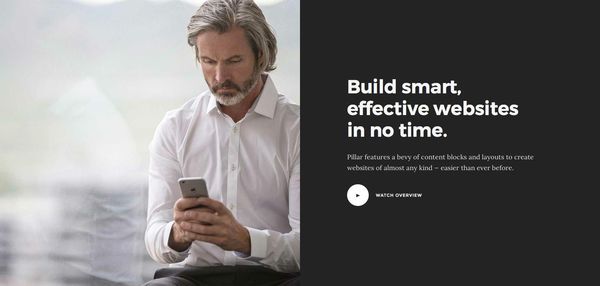 Build smart,
effective websites
in no time.
Pillar features a bevy of content blocks and layouts to create
websites of almost any kind – easier than ever before.
WATCH OVERVIEW